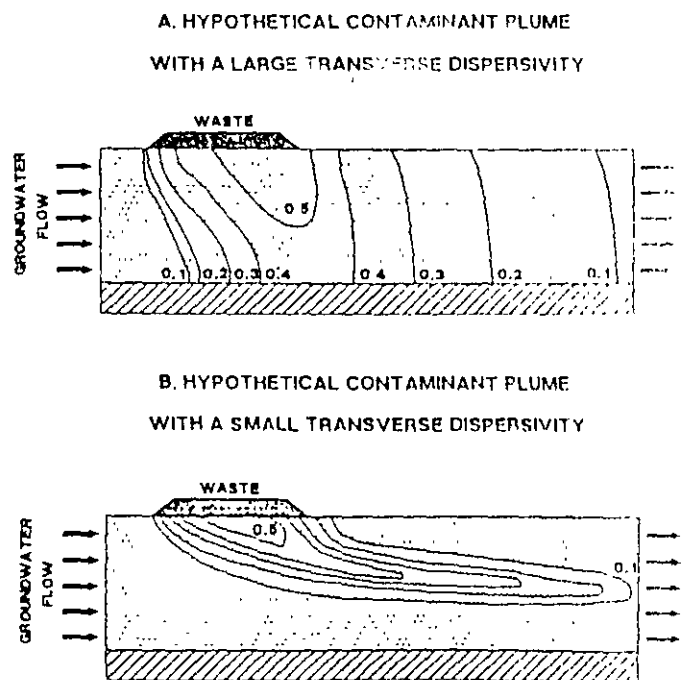 A. HYPOTHETICAL CONTAMINANT PLUME
WITH A LARGE TRANSVERSE DISPERSIVITY
WASTE
GROUNDWATER
FLOW
0.5
0.1 0.2 0.3 0.4 0.4 0.3 0.2 0.1
B. HYPOTHETICAL CONTAMINANT PLUME
WITH A SMALL TRANSVERSE DISPERSIVITY
WASTE
GROUNDWATER
FLOW
0.5
0.1